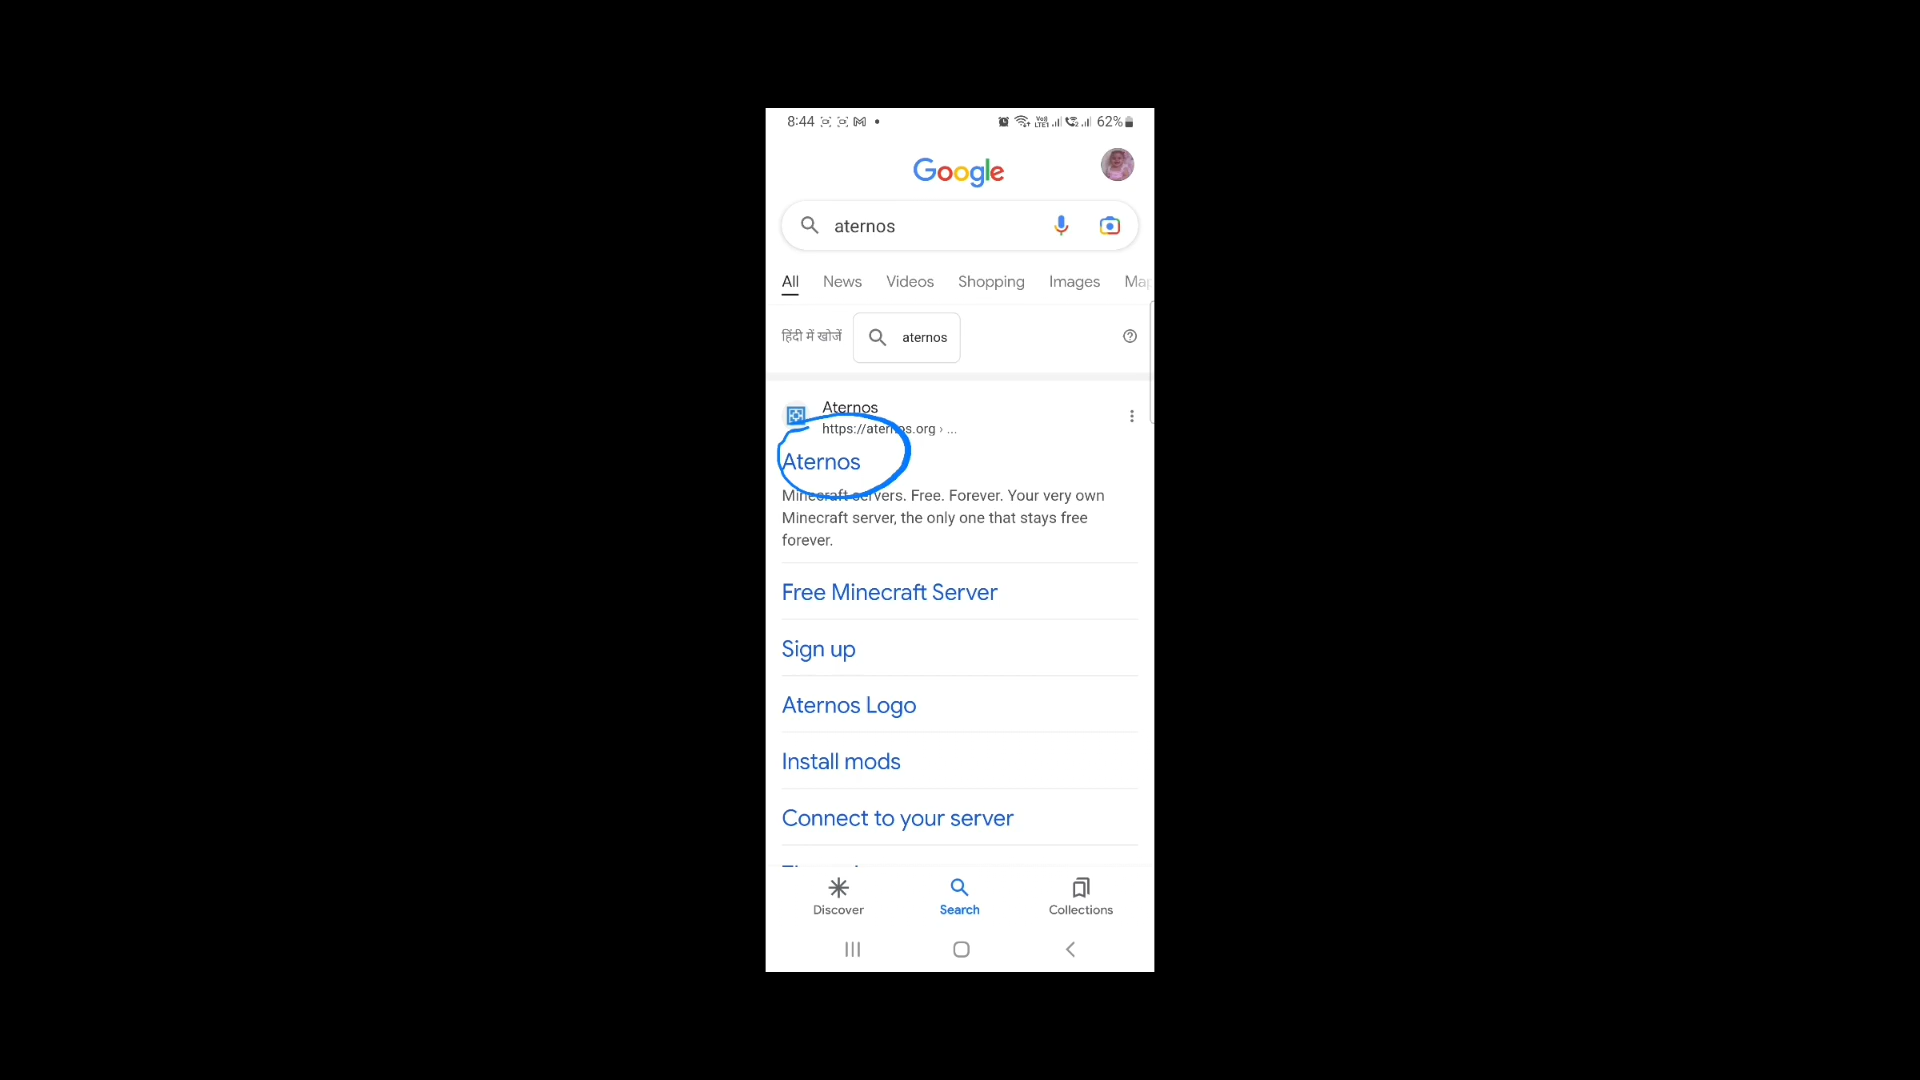 8:44 62%
Google
aternos
All News Videos Shopping Images
हिंदी में खोजें aternos
Aternos
https://aternos.org › ...
Aternos
Minecraft servers. Free. Forever. Your very own
Minecraft server, the only one that stays free
forever.
Free Minecraft Server
Sign up
Aternos Logo
Install mods
Connect to your server
Discover Search Collections